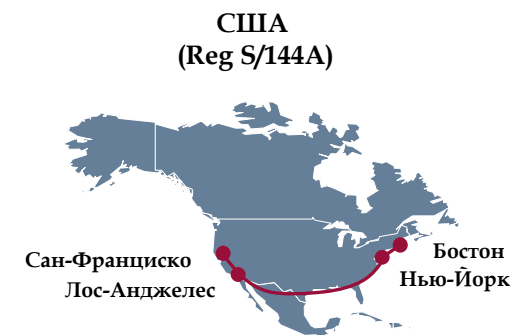 США
(Reg S/144A)
Сан-Франциско
Лос-Анджелес
Бостон
Нью-Йорк